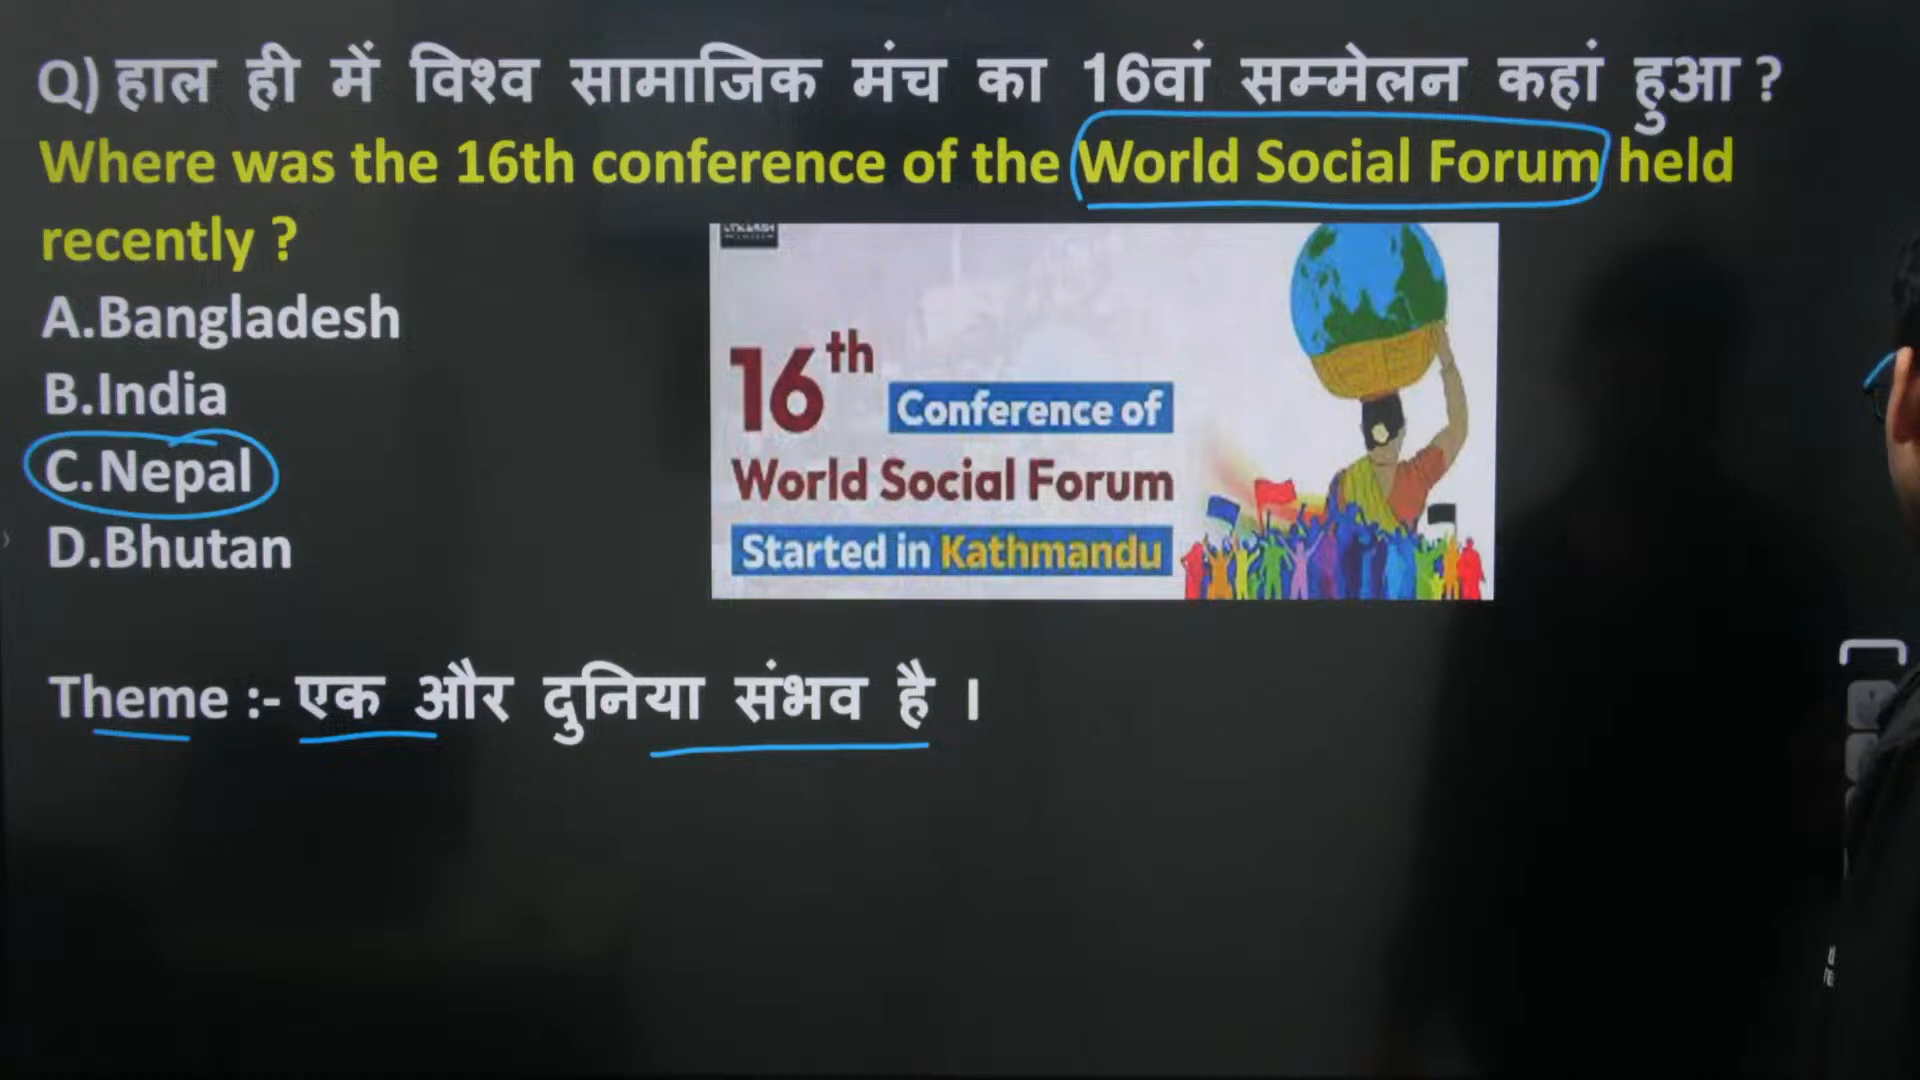 Q) हाल ही में विश्व सामाजिक मंच का 16वां सम्मेलन कहां हुआ ?
Where was the 16th conference of the World Social Forum held
recently ?
A.Bangladesh
B.India
C.Nepal
D.Bhutan
16th
Conference of
World Social Forum
Started in Kathmandu
Theme :- एक और दुनिया संभव है ।